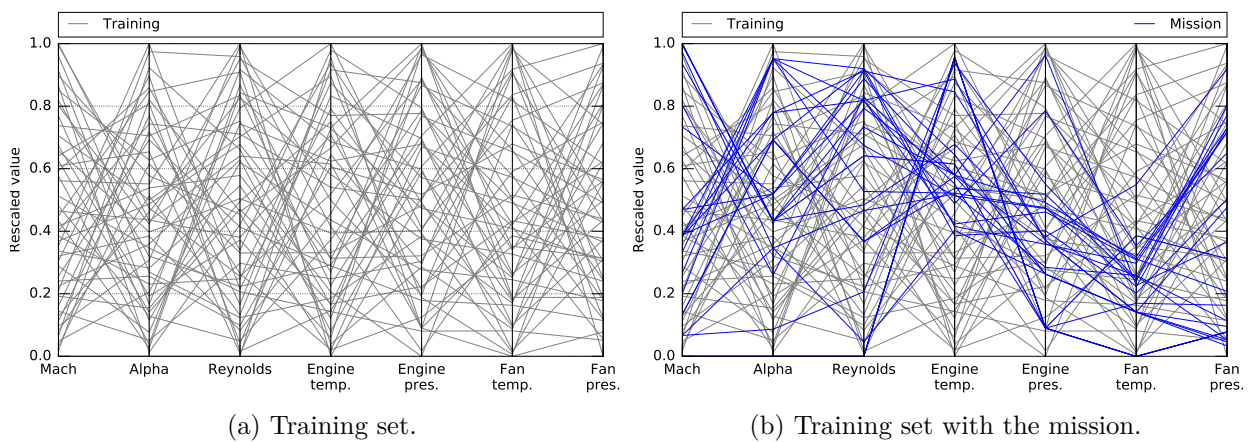 Training
1.0
0.8
0.6
0.4
0.2
0.0
Rescaled value
Mach
Alpha
Reynolds
Engine
temp.
Engine
pres.
Fan
temp.
Fan
pres.
(a) Training set.
Training
Mission
1.0
0.8
0.6
0.4
0.2
0.0
Rescaled value
Mach
Alpha
Reynolds
Engine
temp.
Engine
pres.
Fan
temp.
Fan
pres.
(b) Training set with the mission.